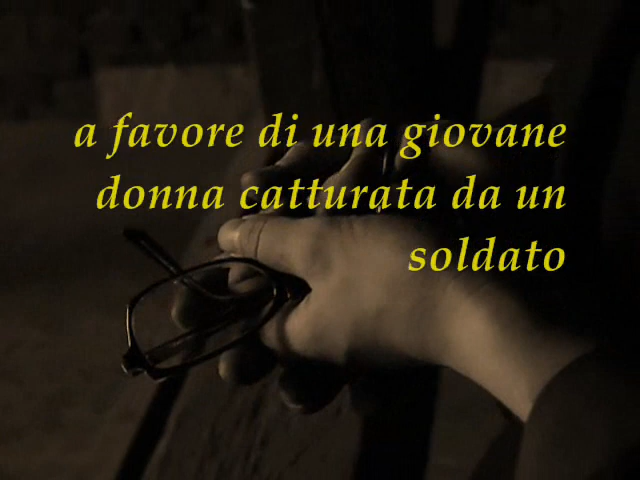 a favore di una giovane
donna catturata da un
soldato